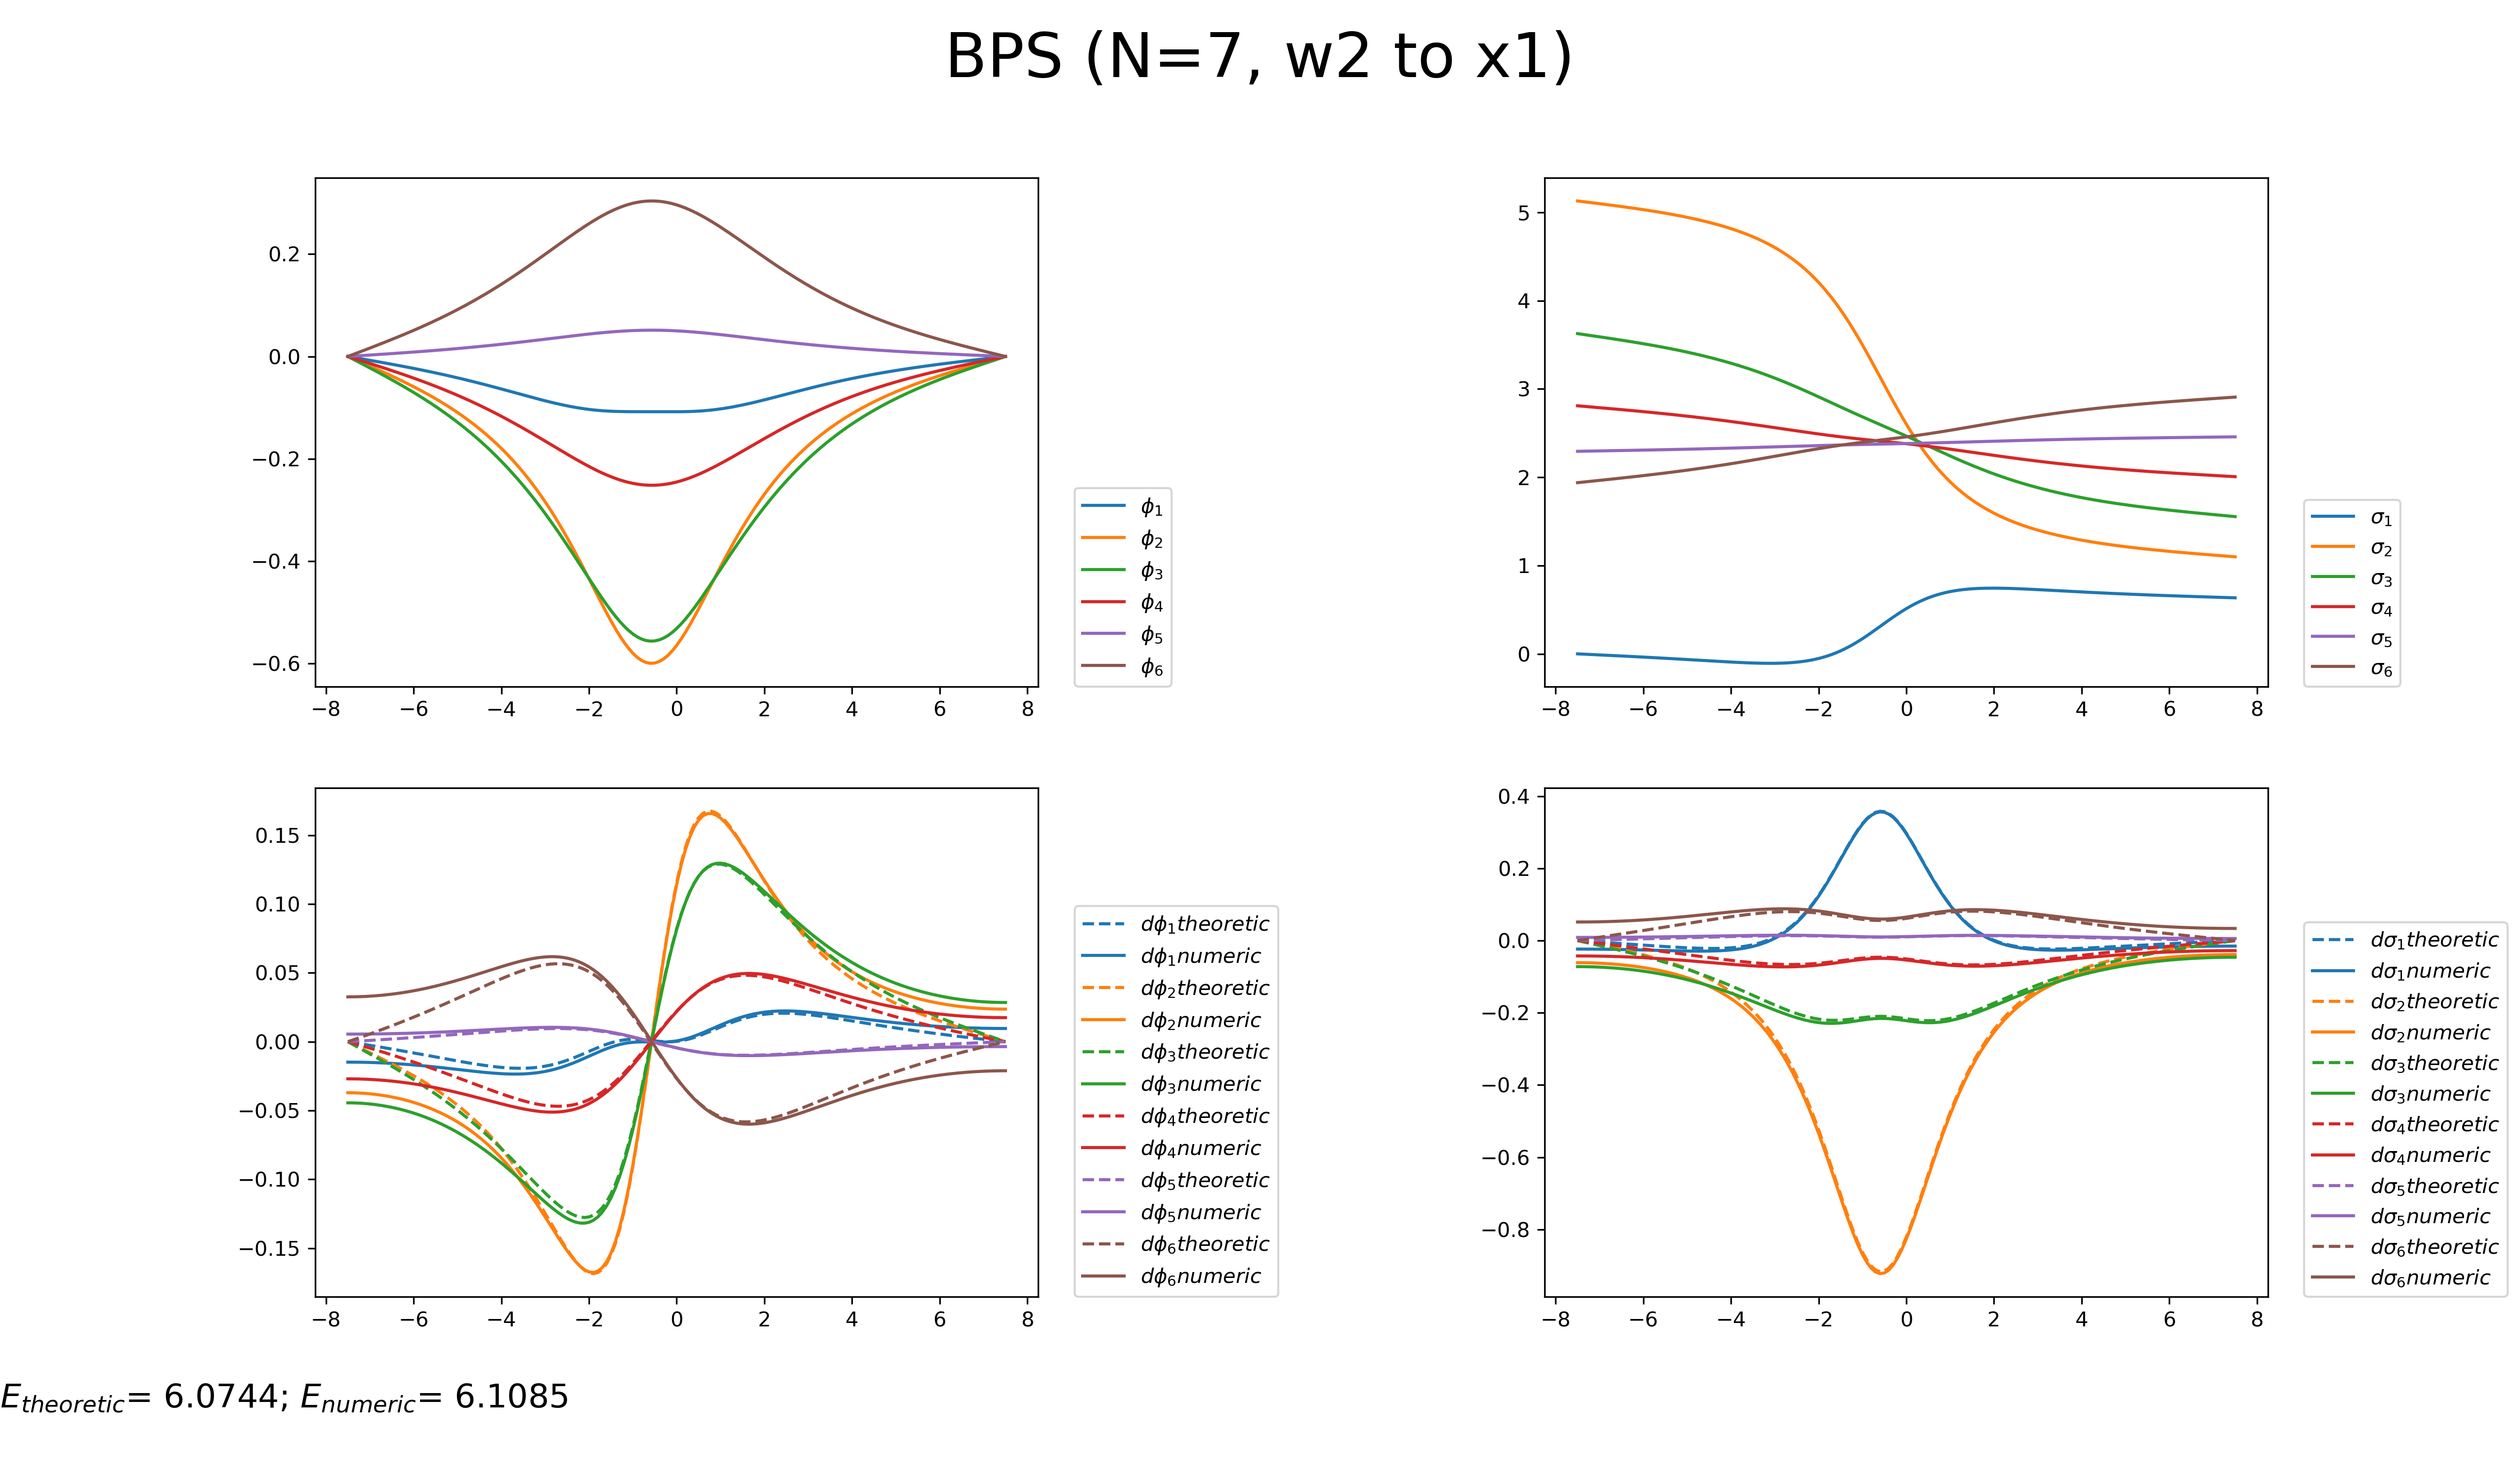 BPS (N=7, w2 to x1)
0.2
0.0
−0.2
−0.4
−0.6
−8 −6 −4 −2 0 2 4 6 8
ϕ1
ϕ2
ϕ3
ϕ4
ϕ5
ϕ6
5
4
3
2
1
0
−8 −6 −4 −2 0 2 4 6 8
σ1
σ2
σ3
σ4
σ5
σ6
0.15
0.10
0.05
0.00
−0.05
−0.10
−0.15
−8 −6 −4 −2 0 2 4 6 8
dϕ1theoretic
dϕ1numeric
dϕ2theoretic
dϕ2numeric
dϕ3theoretic
dϕ3numeric
dϕ4theoretic
dϕ4numeric
dϕ5theoretic
dϕ5numeric
dϕ6theoretic
dϕ6numeric
0.4
0.2
0.0
−0.2
−0.4
−0.6
−0.8
−8 −6 −4 −2 0 2 4 6 8
dσ1theoretic
dσ1numeric
dσ2theoretic
dσ2numeric
dσ3theoretic
dσ3numeric
dσ4theoretic
dσ4numeric
dσ5theoretic
dσ5numeric
dσ6theoretic
dσ6numeric
Etheoretic= 6.0744; Enumeric= 6.1085